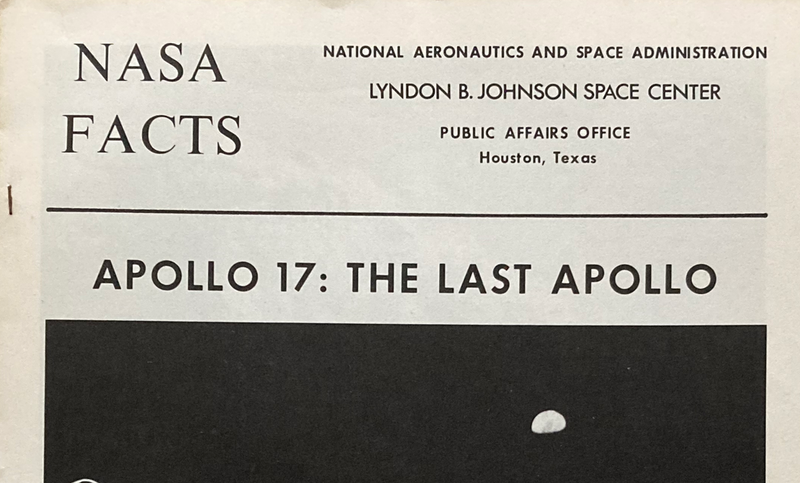 NASA
FACTS
NATIONAL AERONAUTICS AND SPACE ADMINISTRATION
LYNDON B. JOHNSON SPACE CENTER
PUBLIC AFFAIRS OFFICE
Houston, Texas
APOLLO 17: THE LAST APOLLO